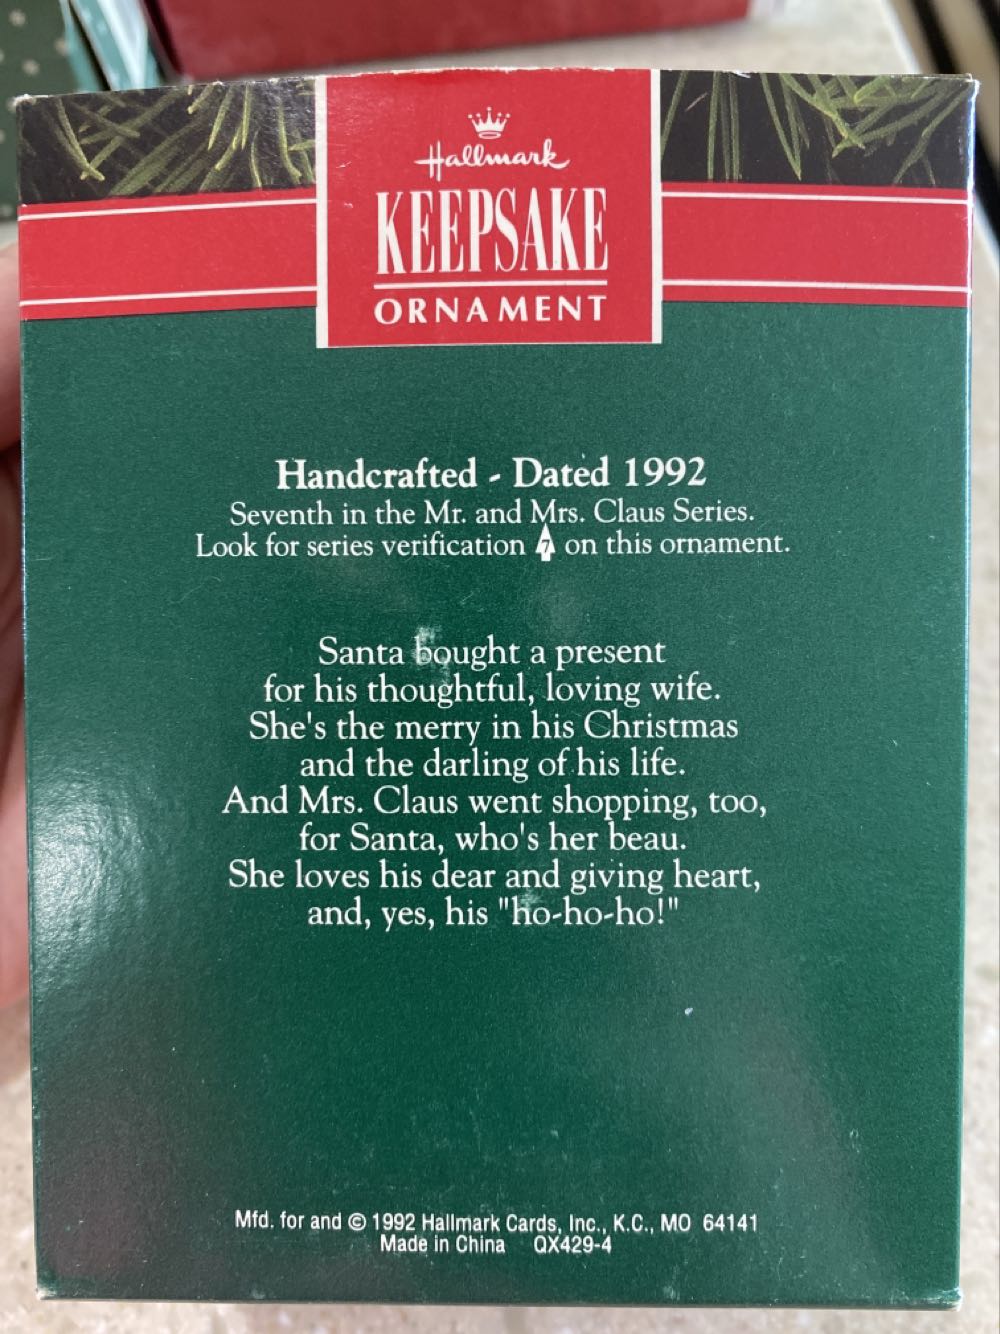 Hallmark
KEEPSAKE
ORNAMENT
Handcrafted - Dated 1992
Seventh in the Mr. and Mrs. Claus Series.
Look for series verification 7 on this ornament.
Santa bought a present
for his thoughtful, loving wife.
She's the merry in his Christmas
and the darling of his life.
And Mrs. Claus went shopping, too,
for Santa, who's her beau.
She loves his dear and giving heart,
and, yes, his "ho-ho-ho!"
Mfd. for and © 1992 Hallmark Cards, Inc., K.C., MO 64141
Made in China QX429-4